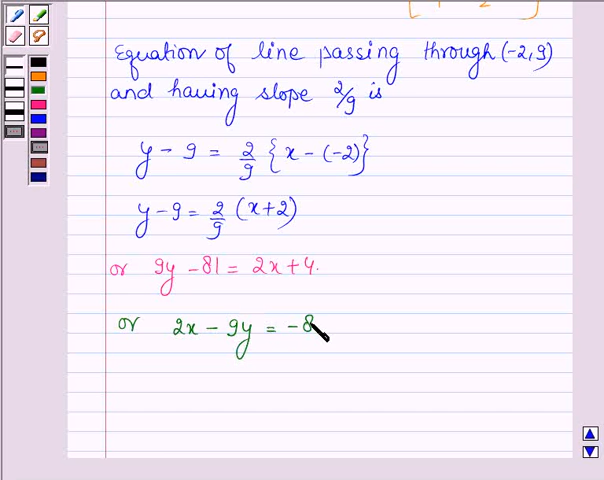 Equation of line passing through (-2, 9)
and having slope 2/9 is
y - 9 = 2/9 { x - (-2) }
y - 9 = 2/9 (x + 2)
or 9y - 81 = 2x + 4.
or 2x - 9y = - 8